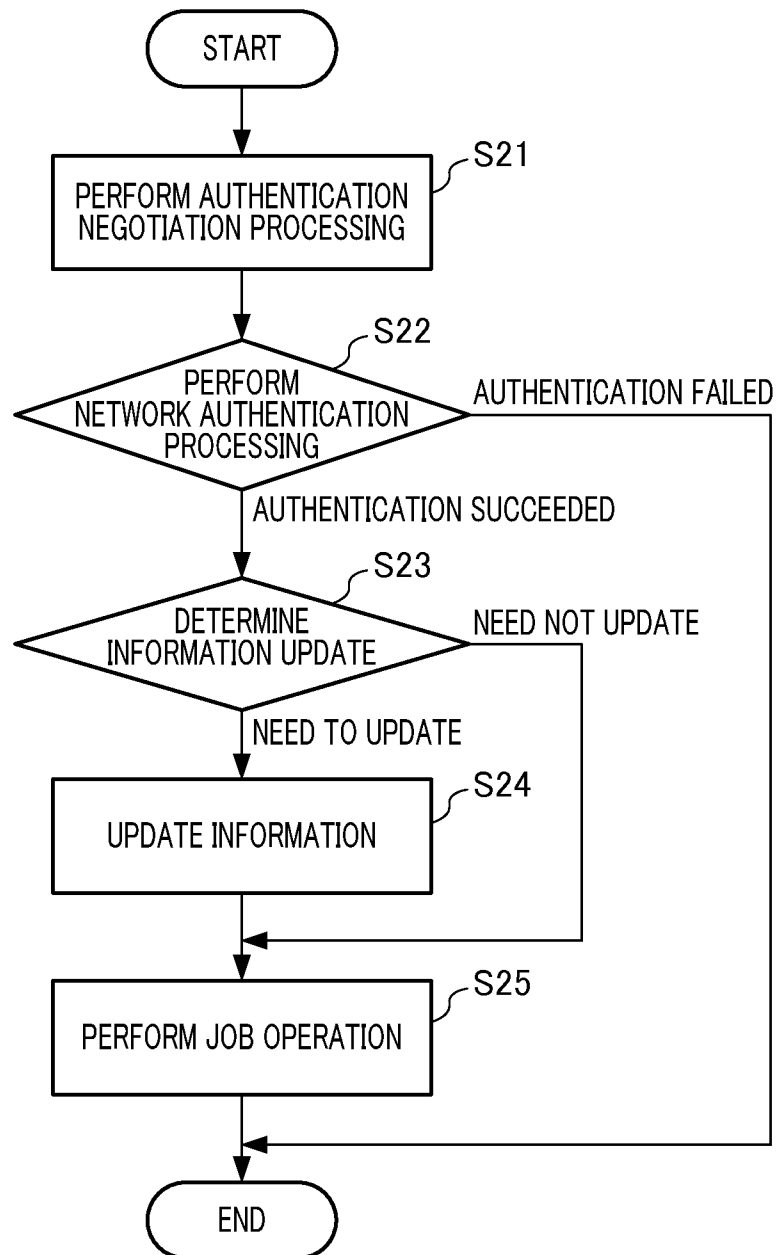 START
S21
PERFORM AUTHENTICATION
NEGOTIATION PROCESSING
S22
PERFORM
NETWORK AUTHENTICATION
PROCESSING
AUTHENTICATION FAILED
AUTHENTICATION SUCCEEDED
S23
DETERMINE
INFORMATION UPDATE
NEED NOT UPDATE
NEED TO UPDATE
S24
UPDATE INFORMATION
S25
PERFORM JOB OPERATION
END